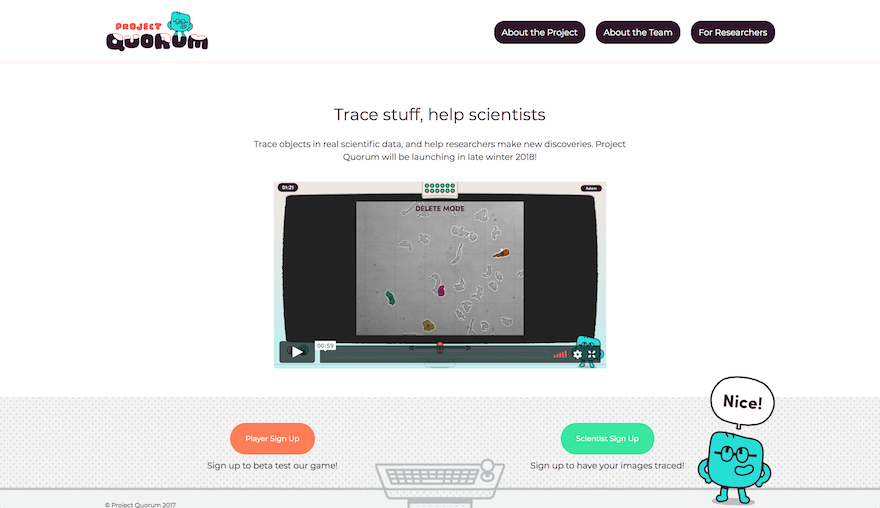 PROJECT
QUORUM
About the Project
About the Team
For Researchers
Trace stuff, help scientists
Trace objects in real scientific data, and help researchers make new discoveries. Project
Quorum will be launching in late winter 2018!
01:21
Adam
DELETE MODE
00:59
Nice!
Player Sign Up
Scientist Sign Up
Sign up to beta test our game!
Sign up to have your images traced!
© Project Quorum 2017